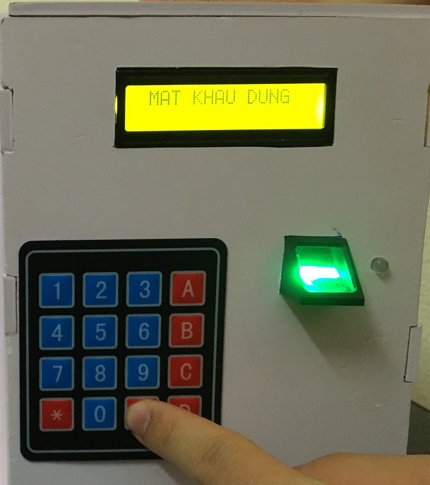 MAT KHAU DUNG
1 2 3 A
4 5 6 B
7 8 9 C
* 0